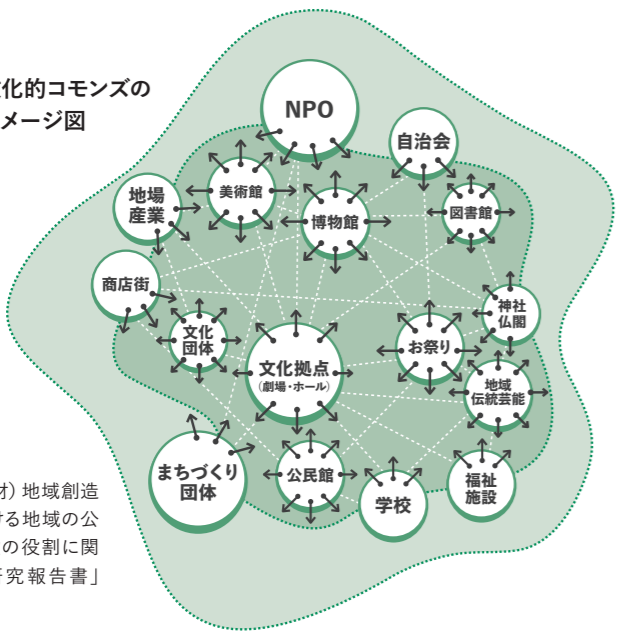 化的コモンズの
メージ図
NPO
自治会
美術館
地場
産業
博物館
図書館
商店街
神社
仏閣
文化
団体
お祭り
文化拠点
(劇場・ホール)
地域
伝統芸能
まちづくり
団体
公民館
学校
福祉
施設
材)地域創造
ける地域の公
の役割に関
究報告書」